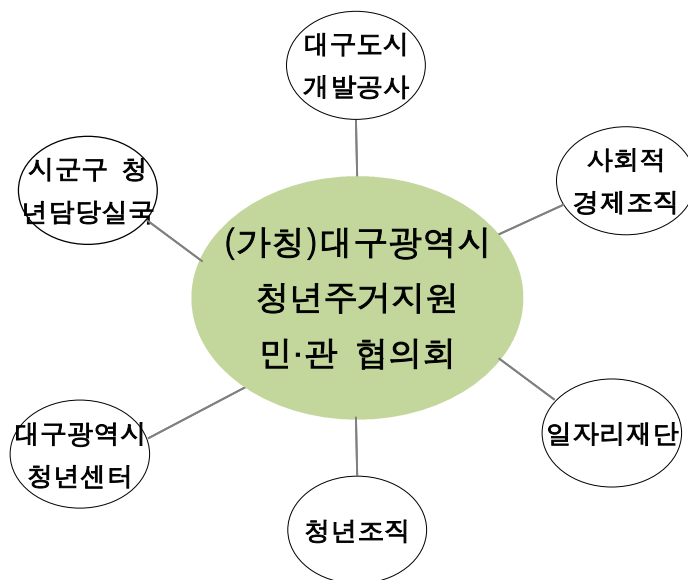 대구도시
개발공사
사회적
경제조직
시군구 청
년담당실국
(가칭)대구광역시
청년주거지원
민·관 협의회
대구광역시
청년센터
일자리재단
청년조직